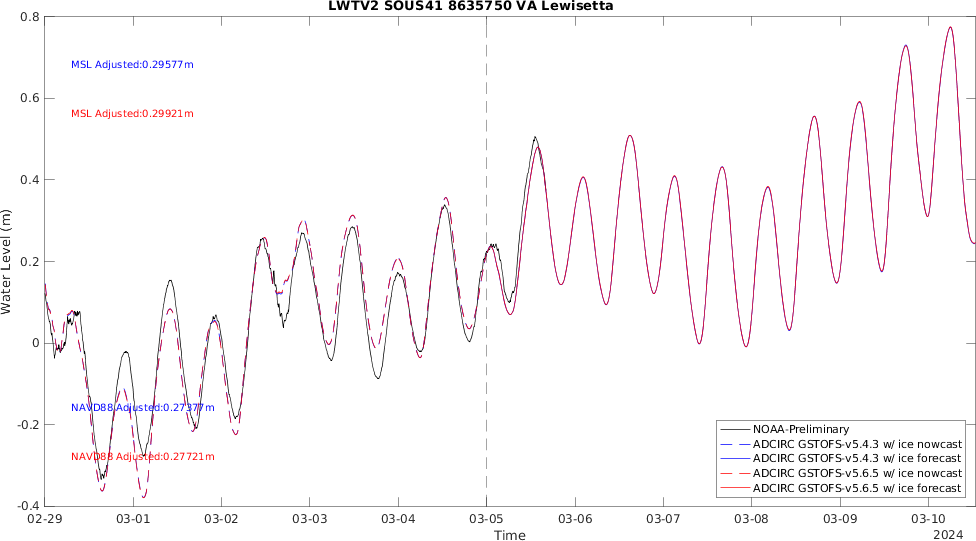 LWTV2 SOUS41 8635750 VA Lewisetta
0.8
0.6
0.4
0.2
0
-0.2
-0.4
Water Level (m)
MSL Adjusted:0.29577m
MSL Adjusted:0.29921m
NAVD88 Adjusted:0.27377m
NAVD88 Adjusted:0.27721m
NOAA-Preliminary
ADCIRC GSTOFS-v5.4.3 w/ ice nowcast
ADCIRC GSTOFS-v5.4.3 w/ ice forecast
ADCIRC GSTOFS-v5.6.5 w/ ice nowcast
ADCIRC GSTOFS-v5.6.5 w/ ice forecast
02-29 03-01 03-02 03-03 03-04 03-05 03-06 03-07 03-08 03-09 03-10
Time
2024